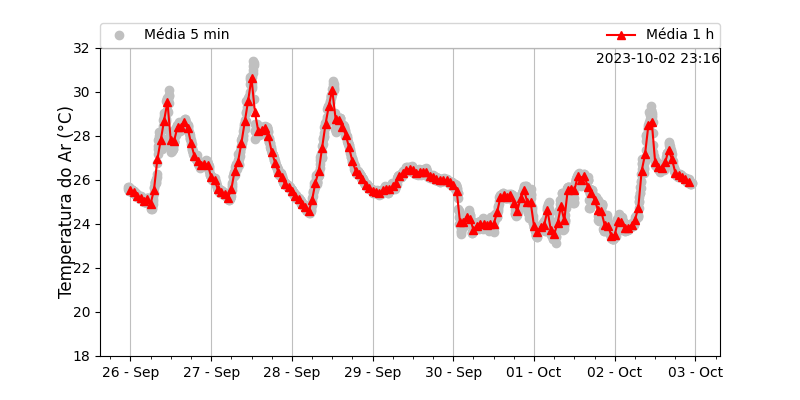 Média 5 min
Média 1 h
2023-10-02 23:16
Temperatura do Ar (°C)
32
30
28
26
24
22
20
18
26 - Sep
27 - Sep
28 - Sep
29 - Sep
30 - Sep
01 - Oct
02 - Oct
03 - Oct